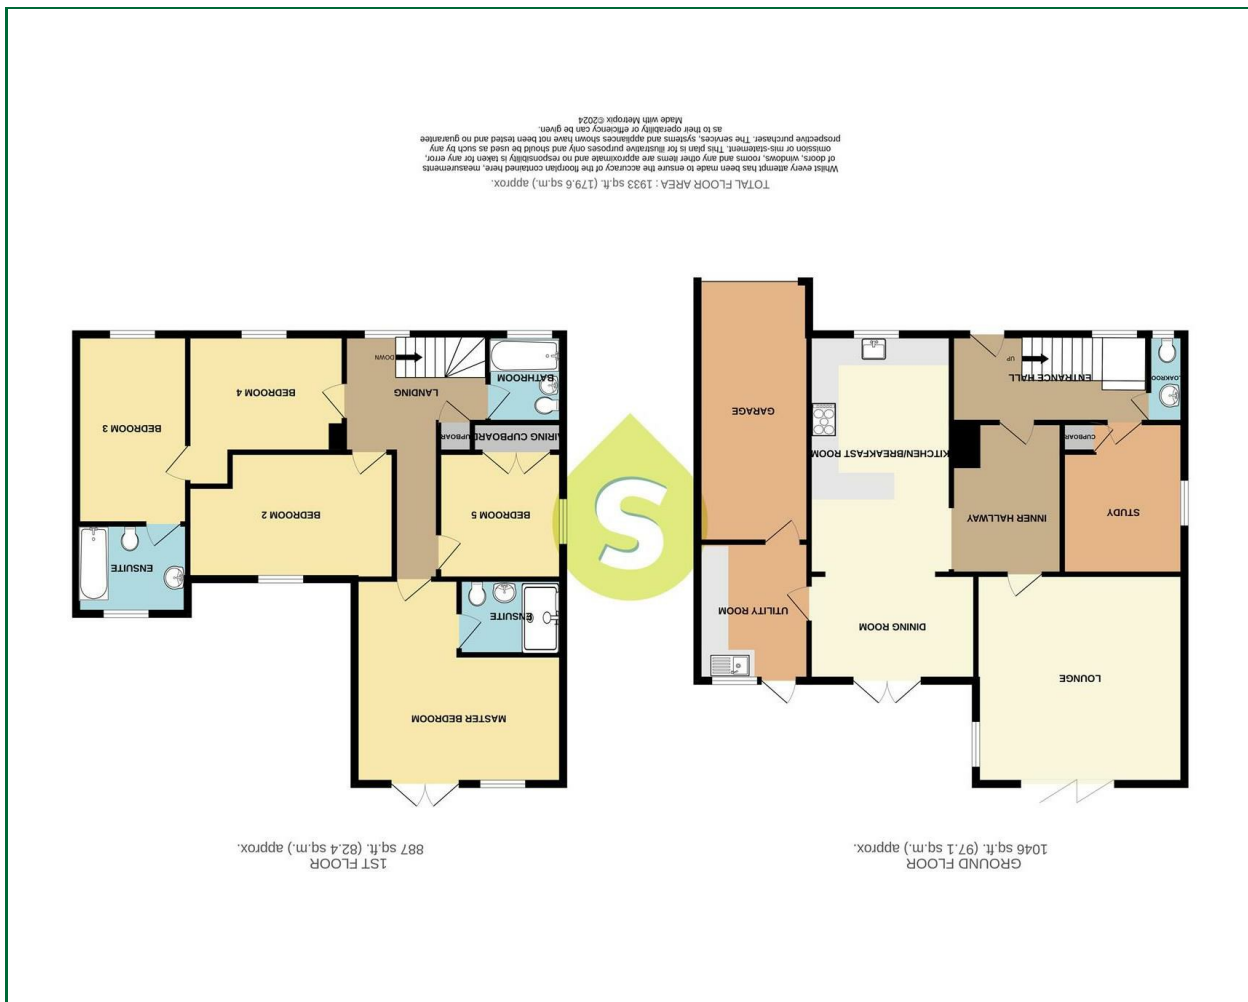 GROUND FLOOR
1046 sq.ft. (97.1 sq.m.) approx.
1ST FLOOR
887 sq.ft. (82.4 sq.m.) approx.
LOUNGE
DINING ROOM
UTILITY ROOM
STUDY
INNER HALLWAY
CUPBOAR
KITCHEN/BREAKFAST ROOM
GARAGE
LOAKROO
ENTRANCE HALL
UP
S
MASTER BEDROOM
ENSUITE
BEDROOM 5
BEDROOM 2
ENSUITE
AIRING CUPBOARD
CUPBOAR
BATHROOM
LANDING
DOWN
BEDROOM 4
BEDROOM 3
TOTAL FLOOR AREA : 1933 sq.ft. (179.6 sq.m.) approx.
Whilst every attempt has been made to ensure the accuracy of the floorplan contained here, measurements
of doors, windows, rooms and any other items are approximate and no responsibility is taken for any error,
omission or mis-statement. This plan is for illustrative purposes only and should be used as such by any
prospective purchaser. The services, systems and appliances shown have not been tested and no guarantee
as to their operability or efficiency can be given.
Made with Metropix ©2024